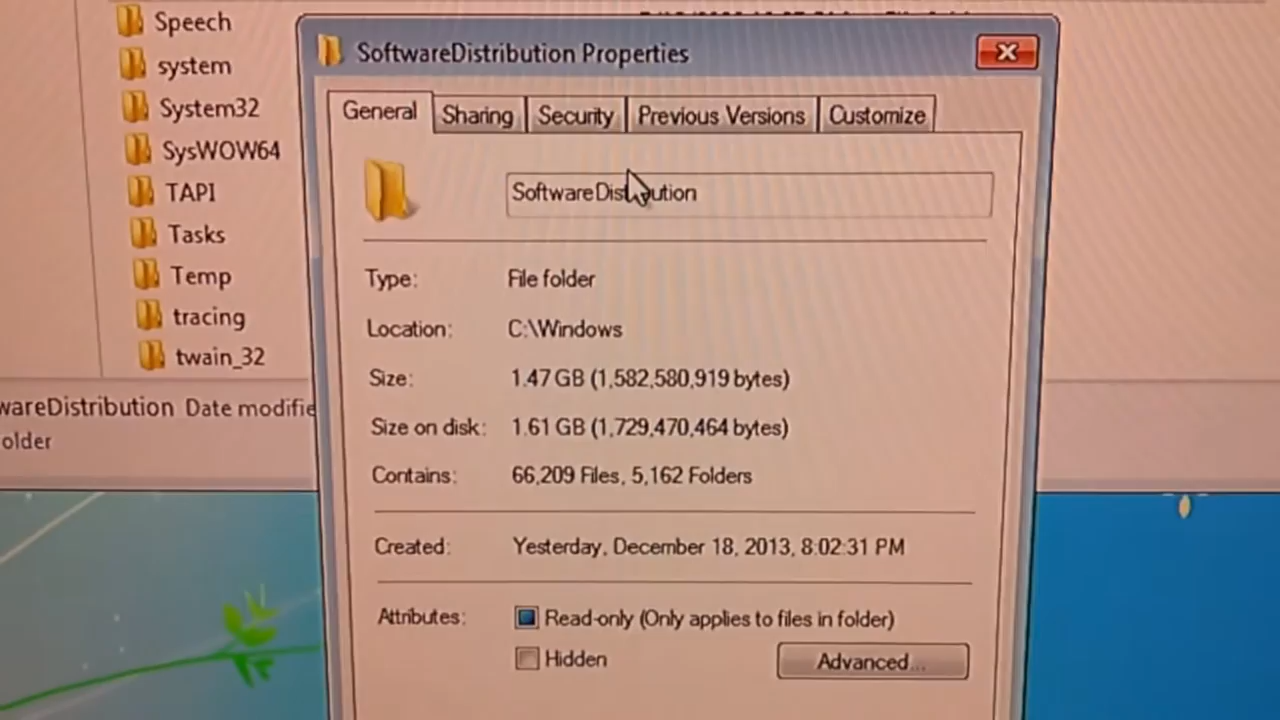 Speech
system
System32
SysWOW64
TAPI
Tasks
Temp
tracing
twain_32
wareDistribution Date modifie
older
SoftwareDistribution Properties
General Sharing Security Previous Versions Customize
SoftwareDistribution
Type: File folder
Location: C:\Windows
Size: 1.47 GB (1,582,580,919 bytes)
Size on disk: 1.61 GB (1,729,470,464 bytes)
Contains: 66,209 Files, 5,162 Folders
Created: Yesterday, December 18, 2013, 8:02:31 PM
Attributes: Read-only (Only applies to files in folder)
Hidden Advanced...